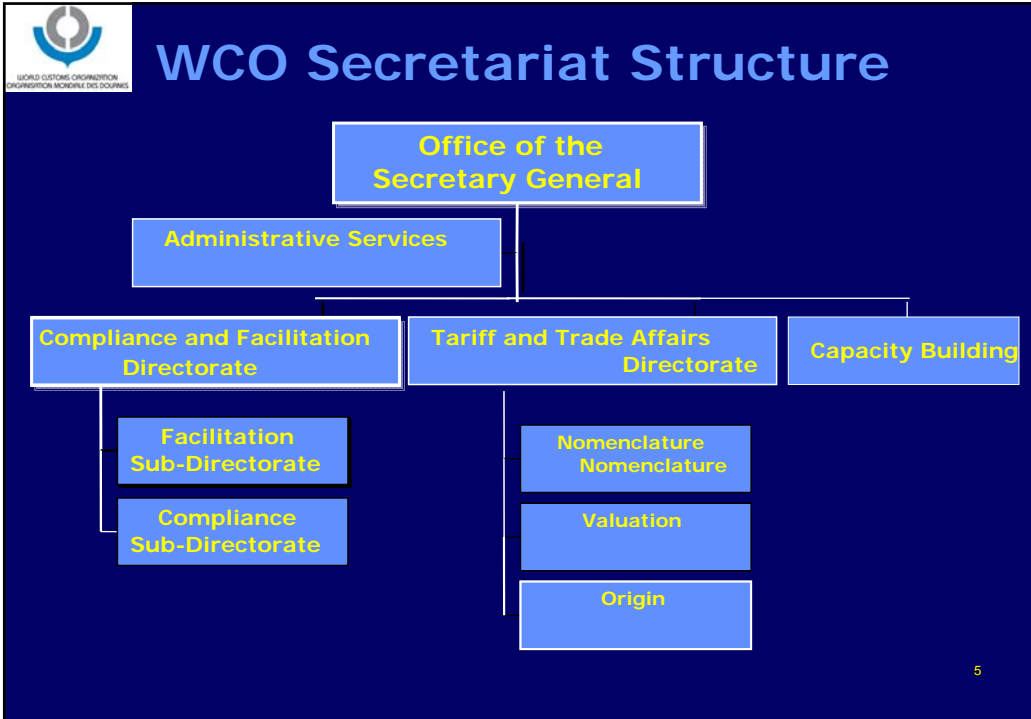 WORLD CUSTOMS ORGANIZATION
ORGANISATION MONDIALE DES DOUANES
WCO Secretariat Structure
Office of the
Secretary General
Administrative Services
Compliance and Facilitation
Directorate
Tariff and Trade Affairs
Directorate
Capacity Building
Facilitation
Sub-Directorate
Compliance
Sub-Directorate
Nomenclature
Nomenclature
Valuation
Origin
5